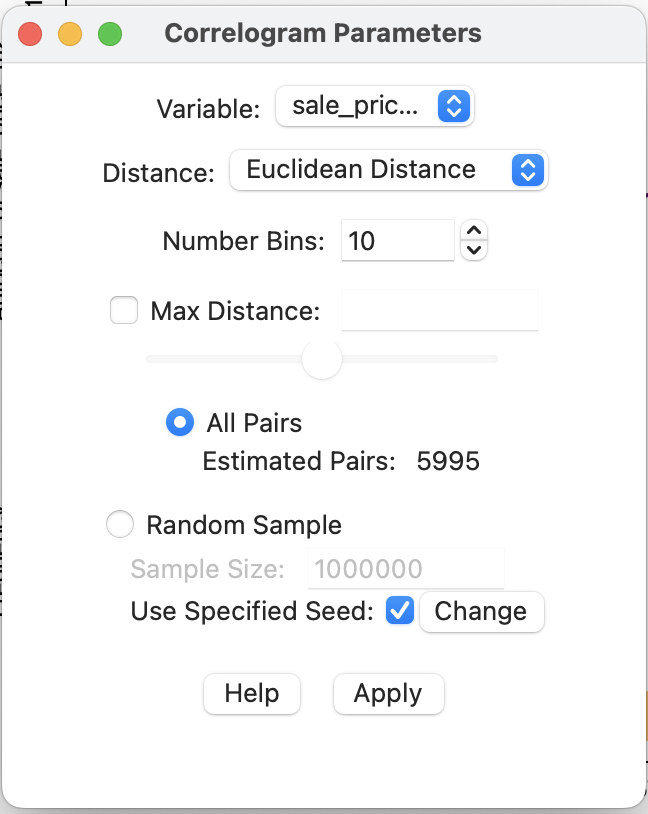 Correlogram Parameters
Variable: sale_pric...
Distance: Euclidean Distance
Number Bins: 10
Max Distance:
All Pairs
Estimated Pairs: 5995
Random Sample
Sample Size: 1000000
Use Specified Seed: Change
Help Apply